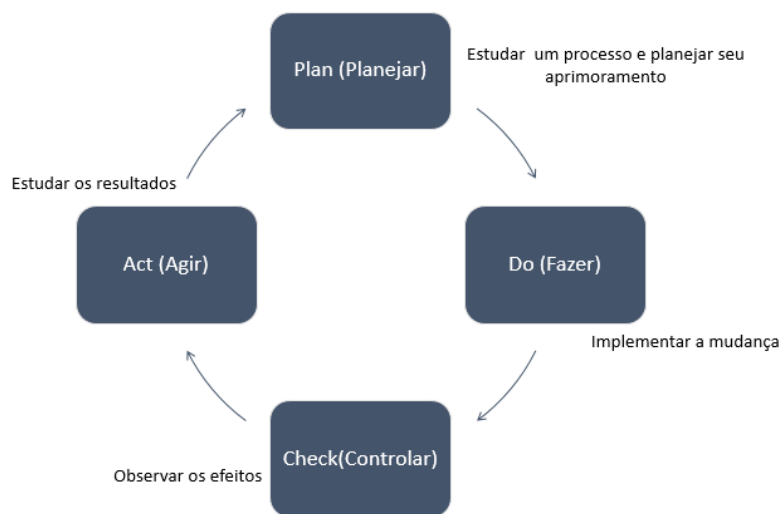 Plan (Planejar)
Estudar um processo e planejar seu
aprimoramento
Estudar os resultados
Act (Agir)
Do (Fazer)
Implementar a mudança
Check(Controlar)
Observar os efeitos